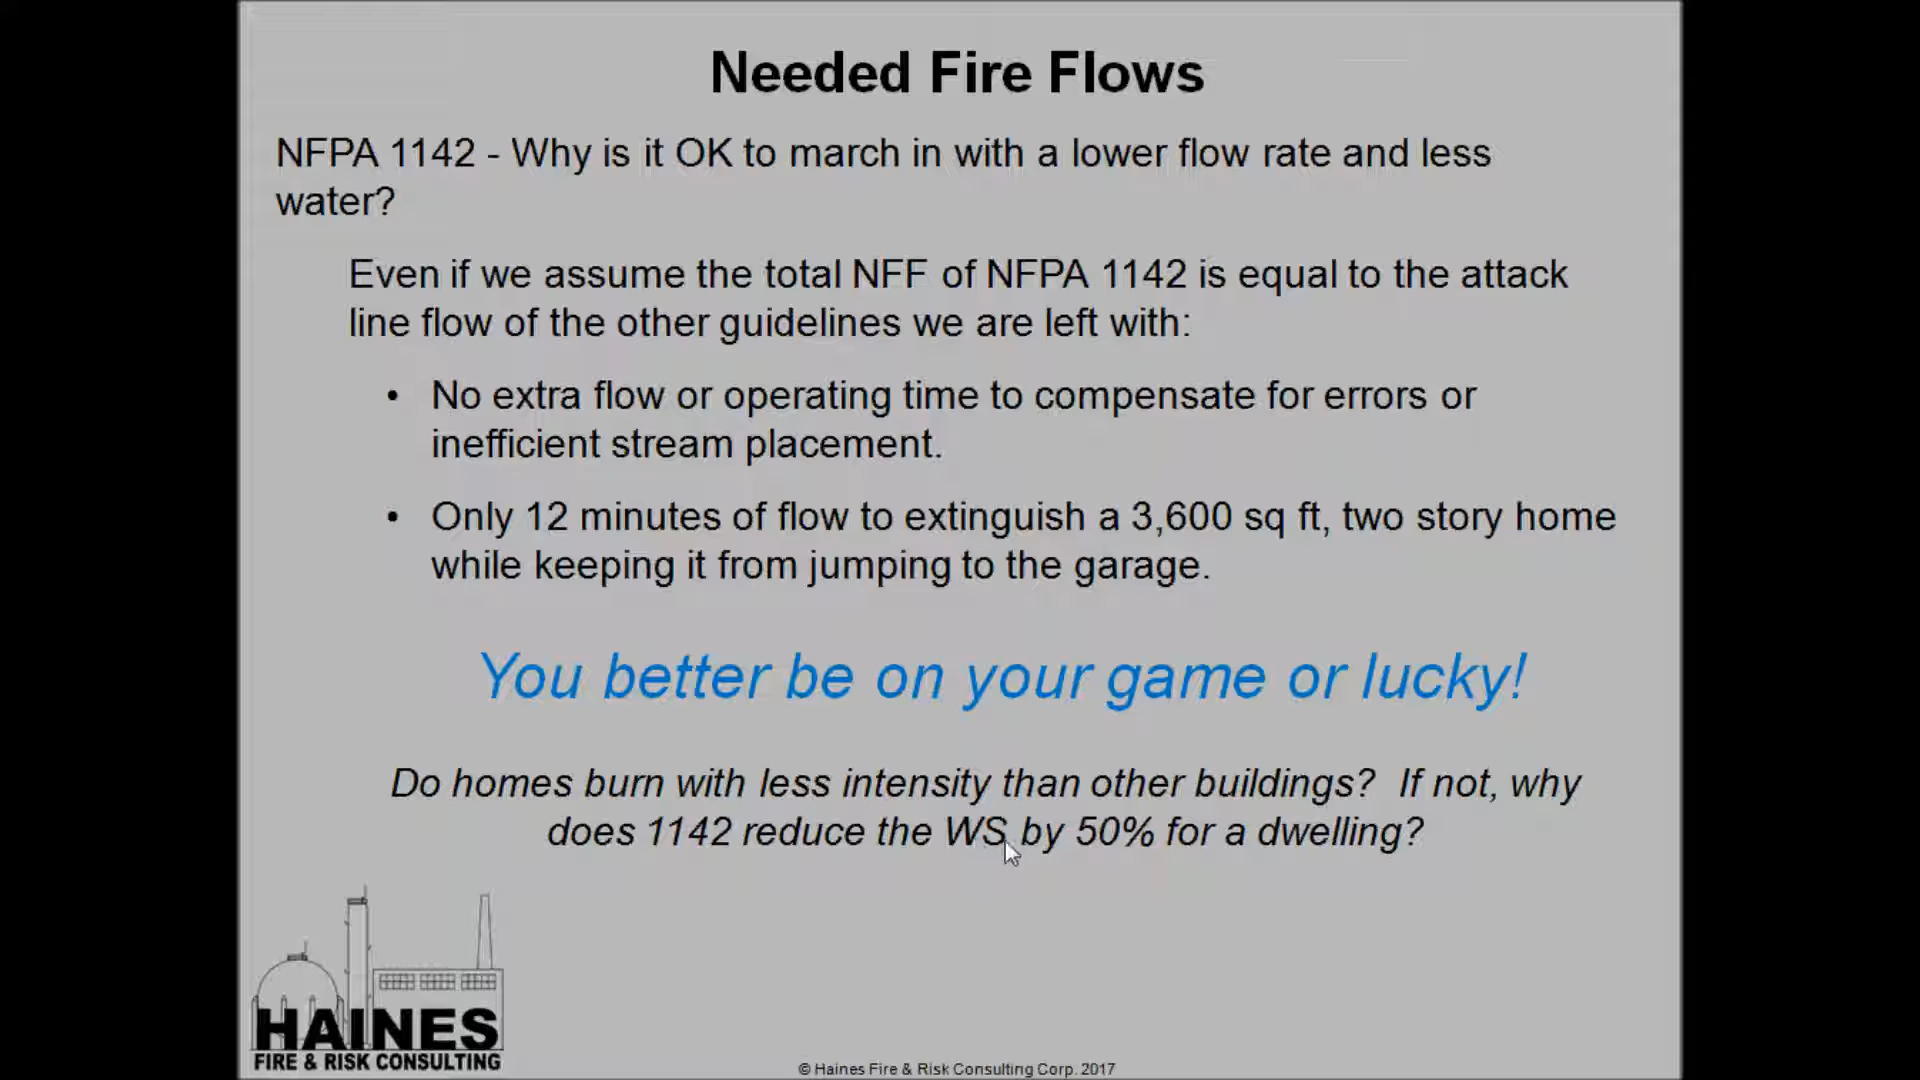 Needed Fire Flows
NFPA 1142 - Why is it OK to march in with a lower flow rate and less
water?
Even if we assume the total NFF of NFPA 1142 is equal to the attack
line flow of the other guidelines we are left with:
• No extra flow or operating time to compensate for errors or
inefficient stream placement.
• Only 12 minutes of flow to extinguish a 3,600 sq ft, two story home
while keeping it from jumping to the garage.
You better be on your game or lucky!
Do homes burn with less intensity than other buildings? If not, why
does 1142 reduce the WS by 50% for a dwelling?
HAINES
FIRE & RISK CONSULTING
© Haines Fire & Risk Consulting Corp. 2017